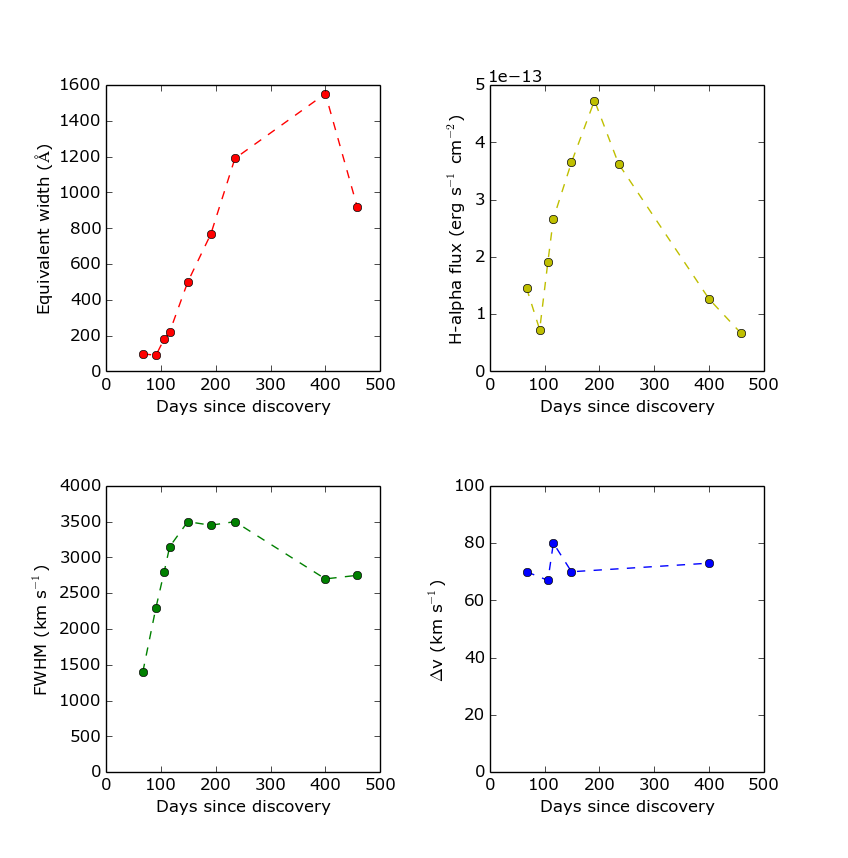 1600
1400
1200
1000
800
600
400
200
0
Equivalent width (Å)
0 100 200 300 400 500
Days since discovery
1e−13
5
4
3
2
1
0
H-alpha flux (erg s⁻¹ cm⁻²)
0 100 200 300 400 500
Days since discovery
4000
3500
3000
2500
2000
1500
1000
500
0
FWHM (km s⁻¹)
0 100 200 300 400 500
Days since discovery
100
80
60
40
20
0
Δv (km s⁻¹)
0 100 200 300 400 500
Days since discovery